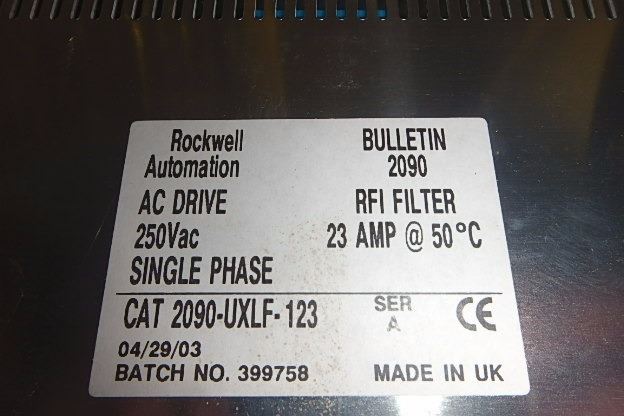 Rockwell Automation BULLETIN 2090
AC DRIVE RFI FILTER
250Vac 23 AMP @ 50°C
SINGLE PHASE
CAT 2090-UXLF-123 SER A CE
04/29/03
BATCH NO. 399758 MADE IN UK